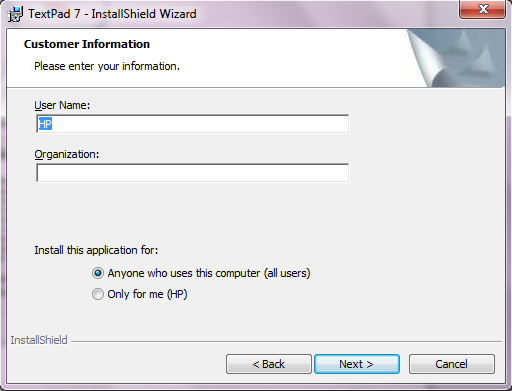 TextPad 7 - InstallShield Wizard
Customer Information
Please enter your information.
User Name:
HP
Organization:
Install this application for:
Anyone who uses this computer (all users)
Only for me (HP)
InstallShield
< Back Next > Cancel